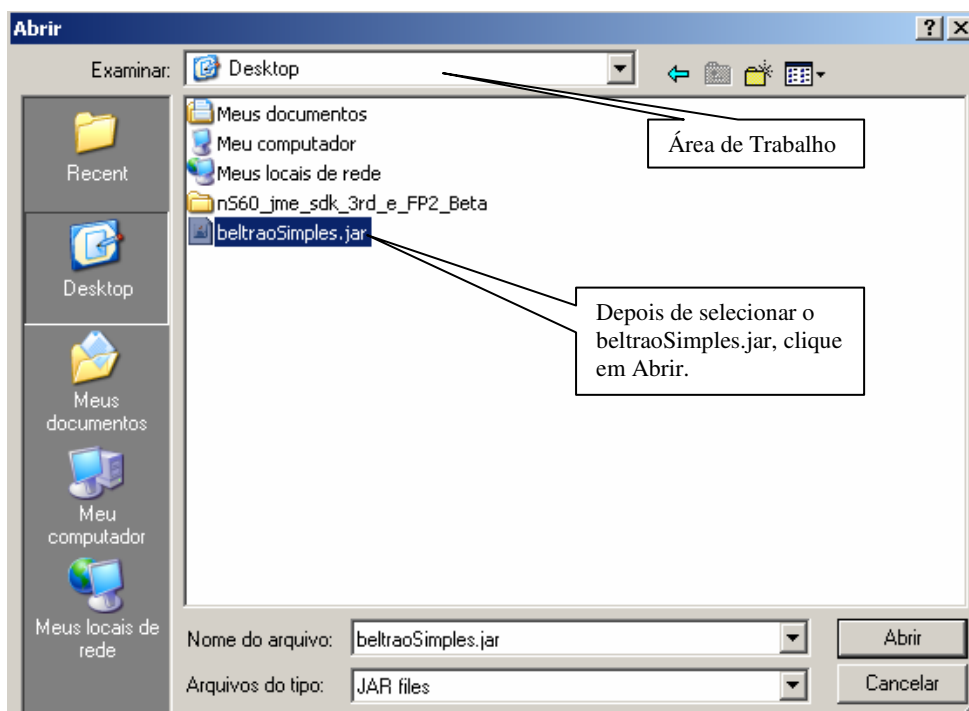 Abrir
Examinar:
Desktop
Recent
Desktop
Meus
documentos
Meu
computador
Meus locais de
rede
Meus documentos
Meu computador
Meus locais de rede
nS60_jme_sdk_3rd_e_FP2_Beta
beltraoSimples.jar
Área de Trabalho
Depois de selecionar o
beltraoSimples.jar, clique
em Abrir.
Nome do arquivo:
beltraoSimples.jar
Abrir
Arquivos do tipo:
JAR files
Cancelar